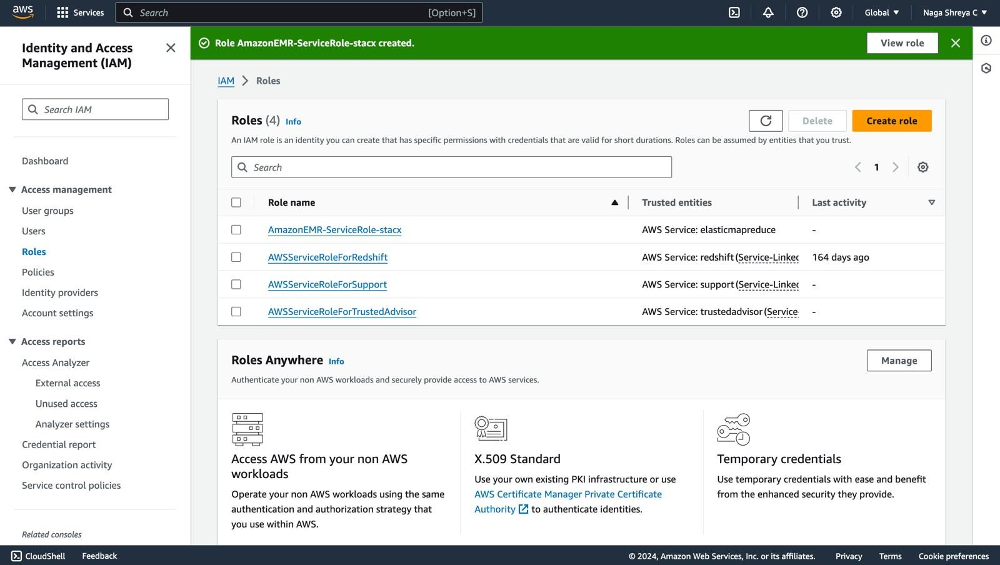 aws
Services
Search
[Option+S]
Global ▼
Naga Shreya C ▼
Identity and Access
Management (IAM)
Search IAM
Dashboard
Access management
User groups
Users
Roles
Policies
Identity providers
Account settings
Access reports
Access Analyzer
External access
Unused access
Analyzer settings
Credential report
Organization activity
Service control policies
Related consoles
Role AmazonEMR-ServiceRole-stacx created.
View role
IAM > Roles
Roles (4) Info
Delete
Create role
An IAM role is an identity you can create that has specific permissions with credentials that are valid for short durations. Roles can be assumed by entities that you trust.
Search
1
Role name
Trusted entities
Last activity
AmazonEMR-ServiceRole-stacx
AWS Service: elasticmapreduce
-
AWSServiceRoleForRedshift
AWS Service: redshift (Service-Linked
164 days ago
AWSServiceRoleForSupport
AWS Service: support (Service-Linked
-
AWSServiceRoleForTrustedAdvisor
AWS Service: trustedadvisor (Service
-
Roles Anywhere Info
Manage
Authenticate your non AWS workloads and securely provide access to AWS services.
Access AWS from your non AWS
workloads
Operate your non AWS workloads using the same
authentication and authorization strategy that
you use within AWS.
X.509 Standard
Use your own existing PKI infrastructure or use
AWS Certificate Manager Private Certificate
Authority to authenticate identities.
Temporary credentials
Use temporary credentials with ease and benefit
from the enhanced security they provide.
CloudShell
Feedback
© 2024, Amazon Web Services, Inc. or its affiliates.
Privacy
Terms
Cookie preferences